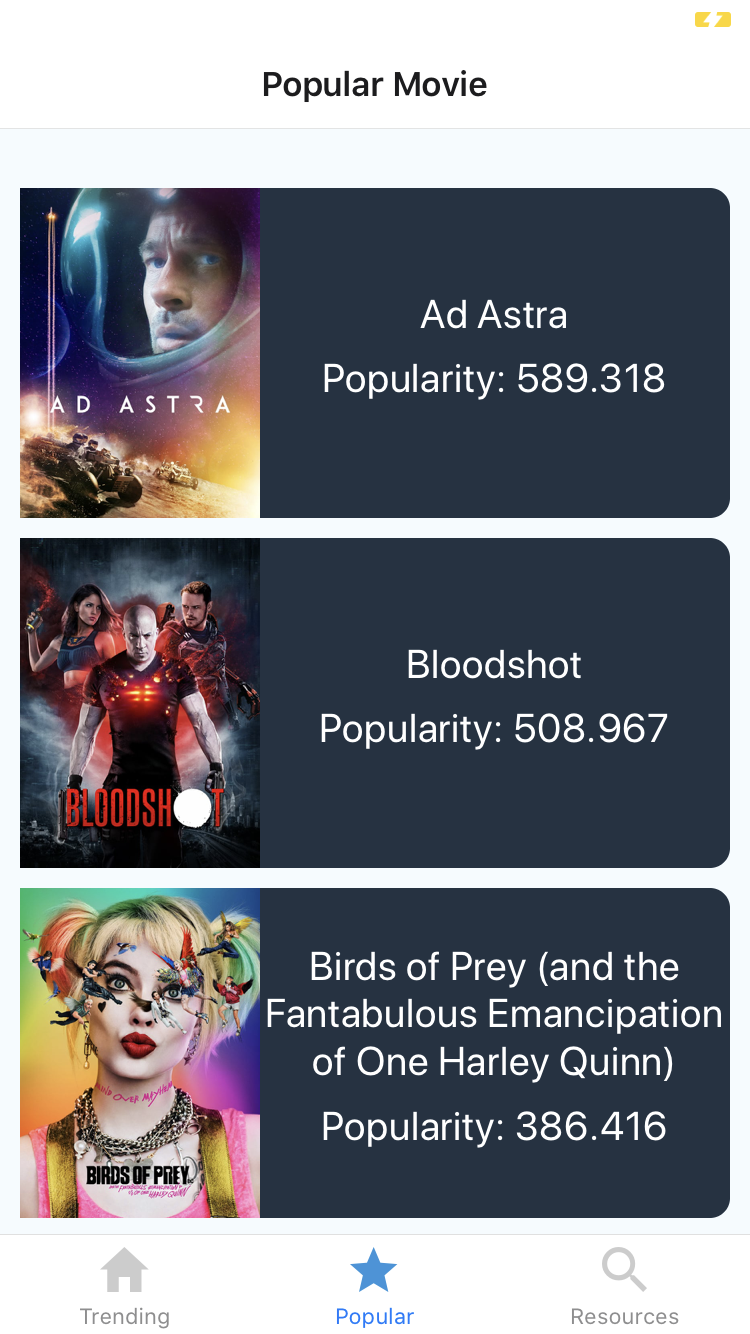 Popular Movie
AD ASTRA
Ad Astra
Popularity: 589.318
BLOODSHOT
Bloodshot
Popularity: 508.967
BIRDS OF PREY
Birds of Prey (and the
Fantabulous Emancipation
of One Harley Quinn)
Popularity: 386.416
Trending
Popular
Resources